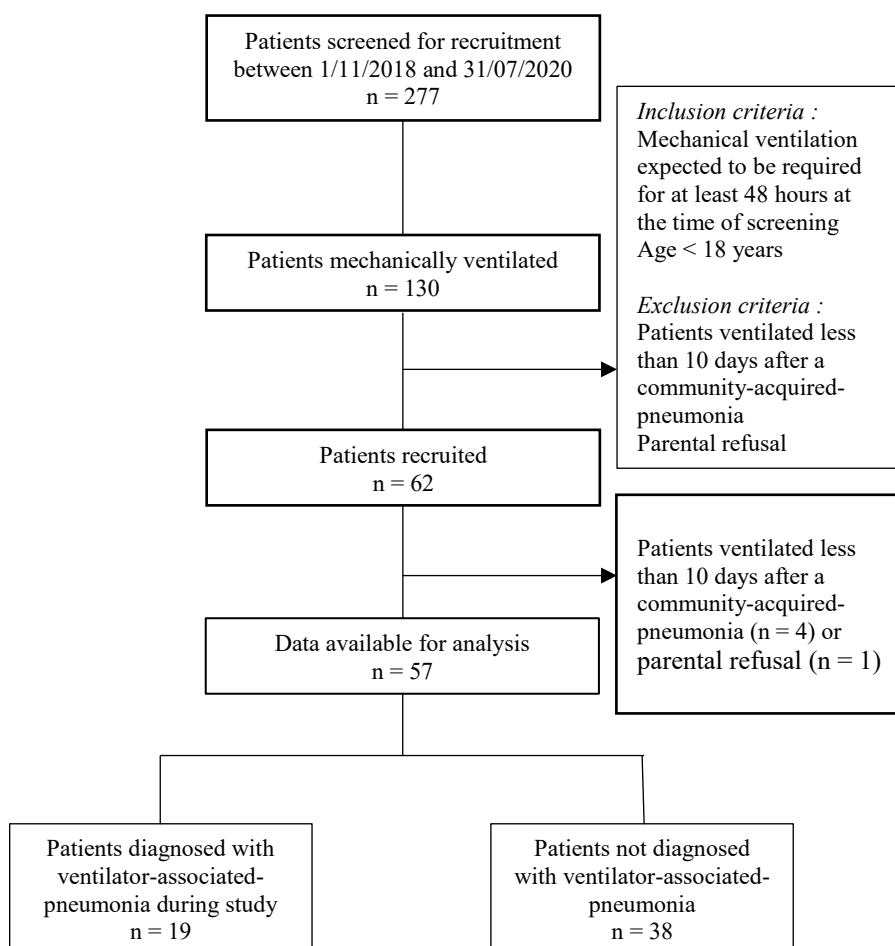 Patients screened for recruitment
between 1/11/2018 and 31/07/2020
n = 277
Inclusion criteria :
Mechanical ventilation
expected to be required
for at least 48 hours at
the time of screening
Age < 18 years
Exclusion criteria :
Patients ventilated less
than 10 days after a
community-acquired-
pneumonia
Parental refusal
Patients mechanically ventilated
n = 130
Patients recruited
n = 62
Patients ventilated less
than 10 days after a
community-acquired-
pneumonia (n = 4) or
parental refusal (n = 1)
Data available for analysis
n = 57
Patients diagnosed with
ventilator-associated-
pneumonia during study
n = 19
Patients not diagnosed
with ventilator-associated-
pneumonia
n = 38